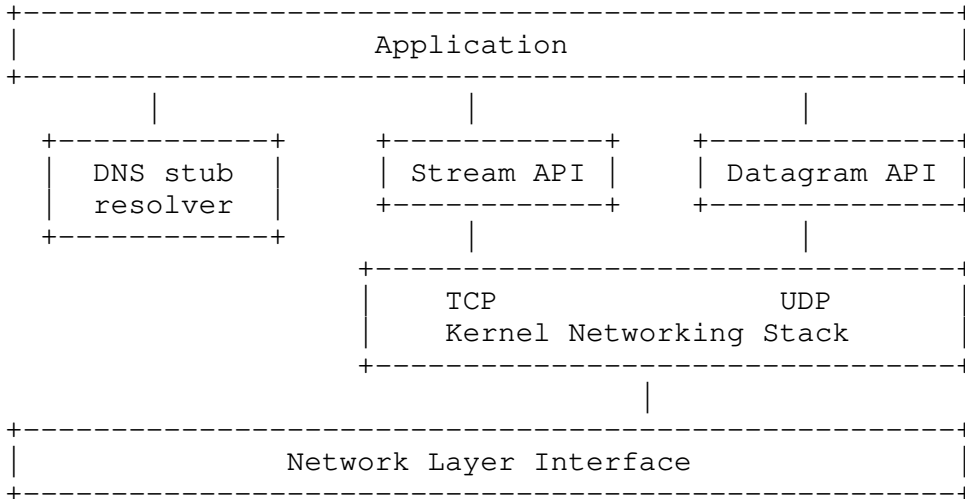 Application
DNS stub Stream API Datagram API
resolver
TCP UDP
Kernel Networking Stack
Network Layer Interface